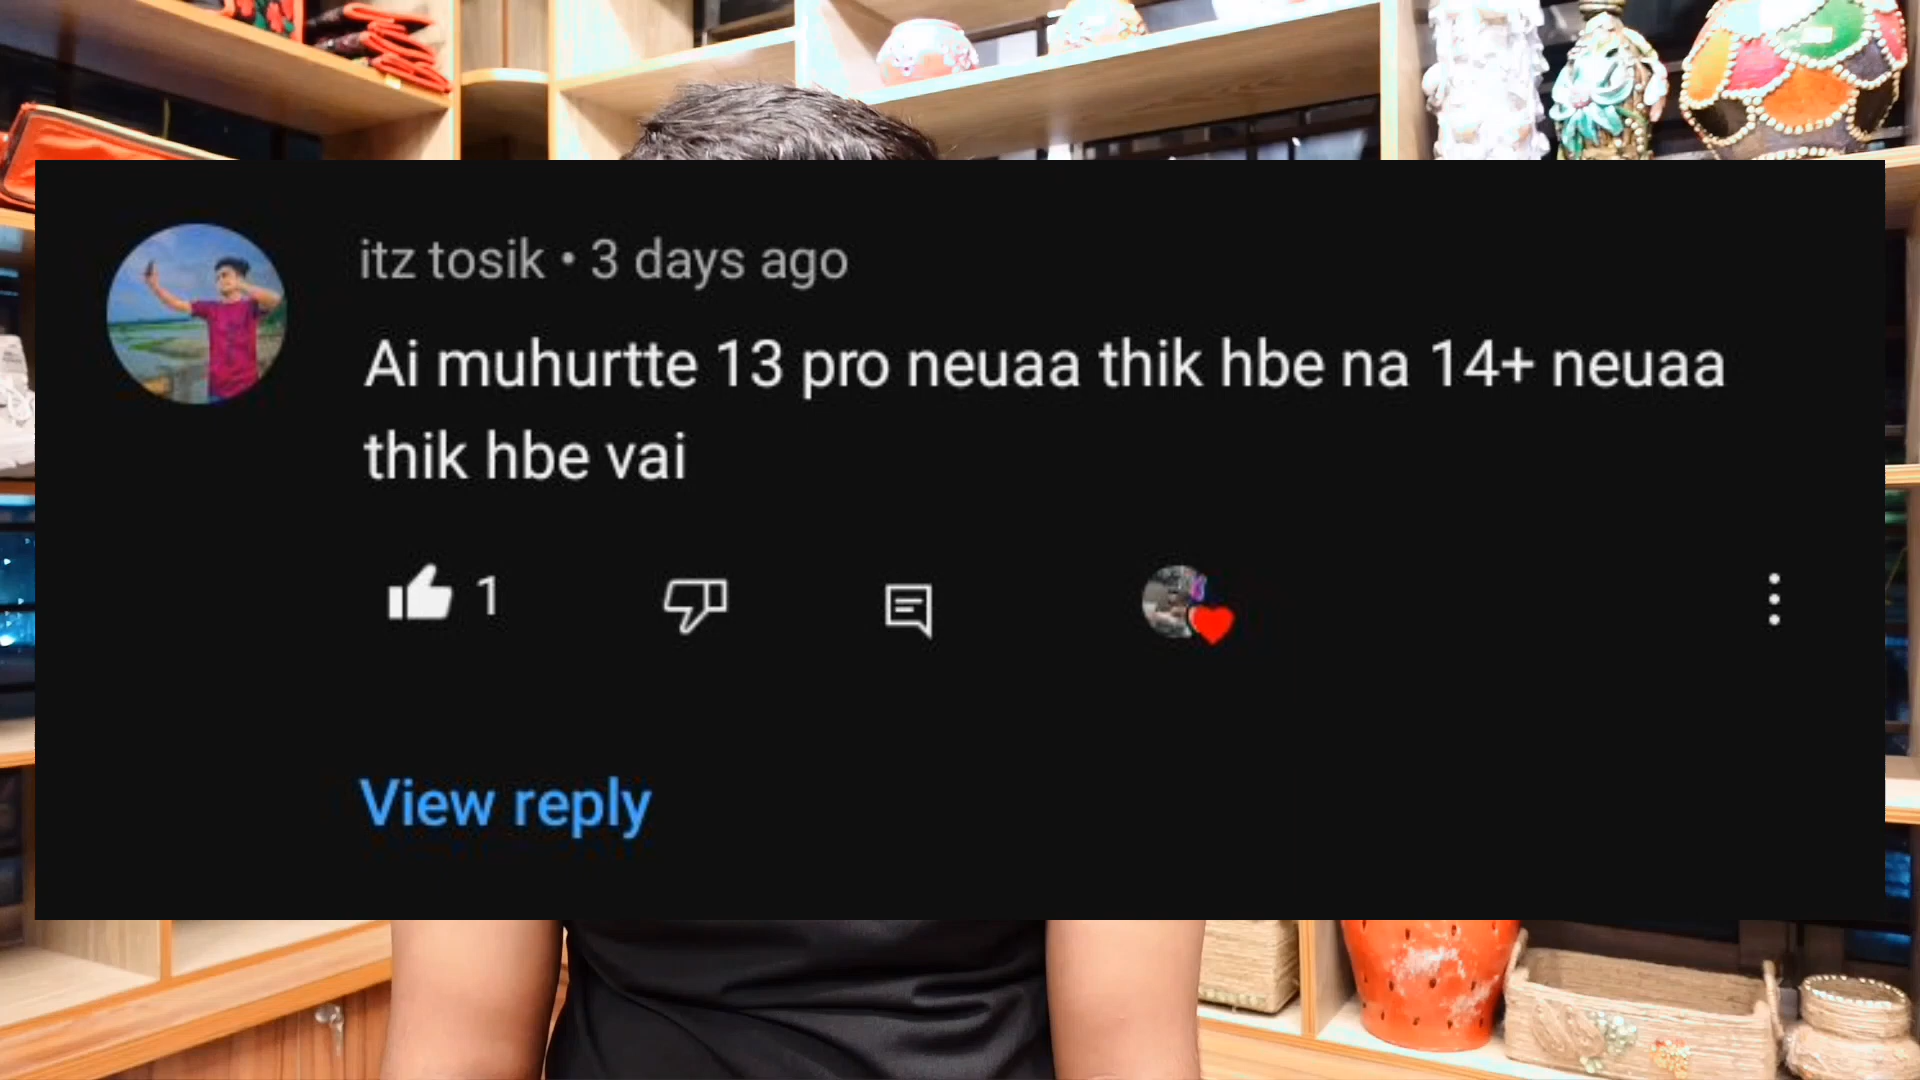 itz tosik • 3 days ago
Ai muhurtte 13 pro neuaa thik hbe na 14+ neuaa
thik hbe vai
1
View reply